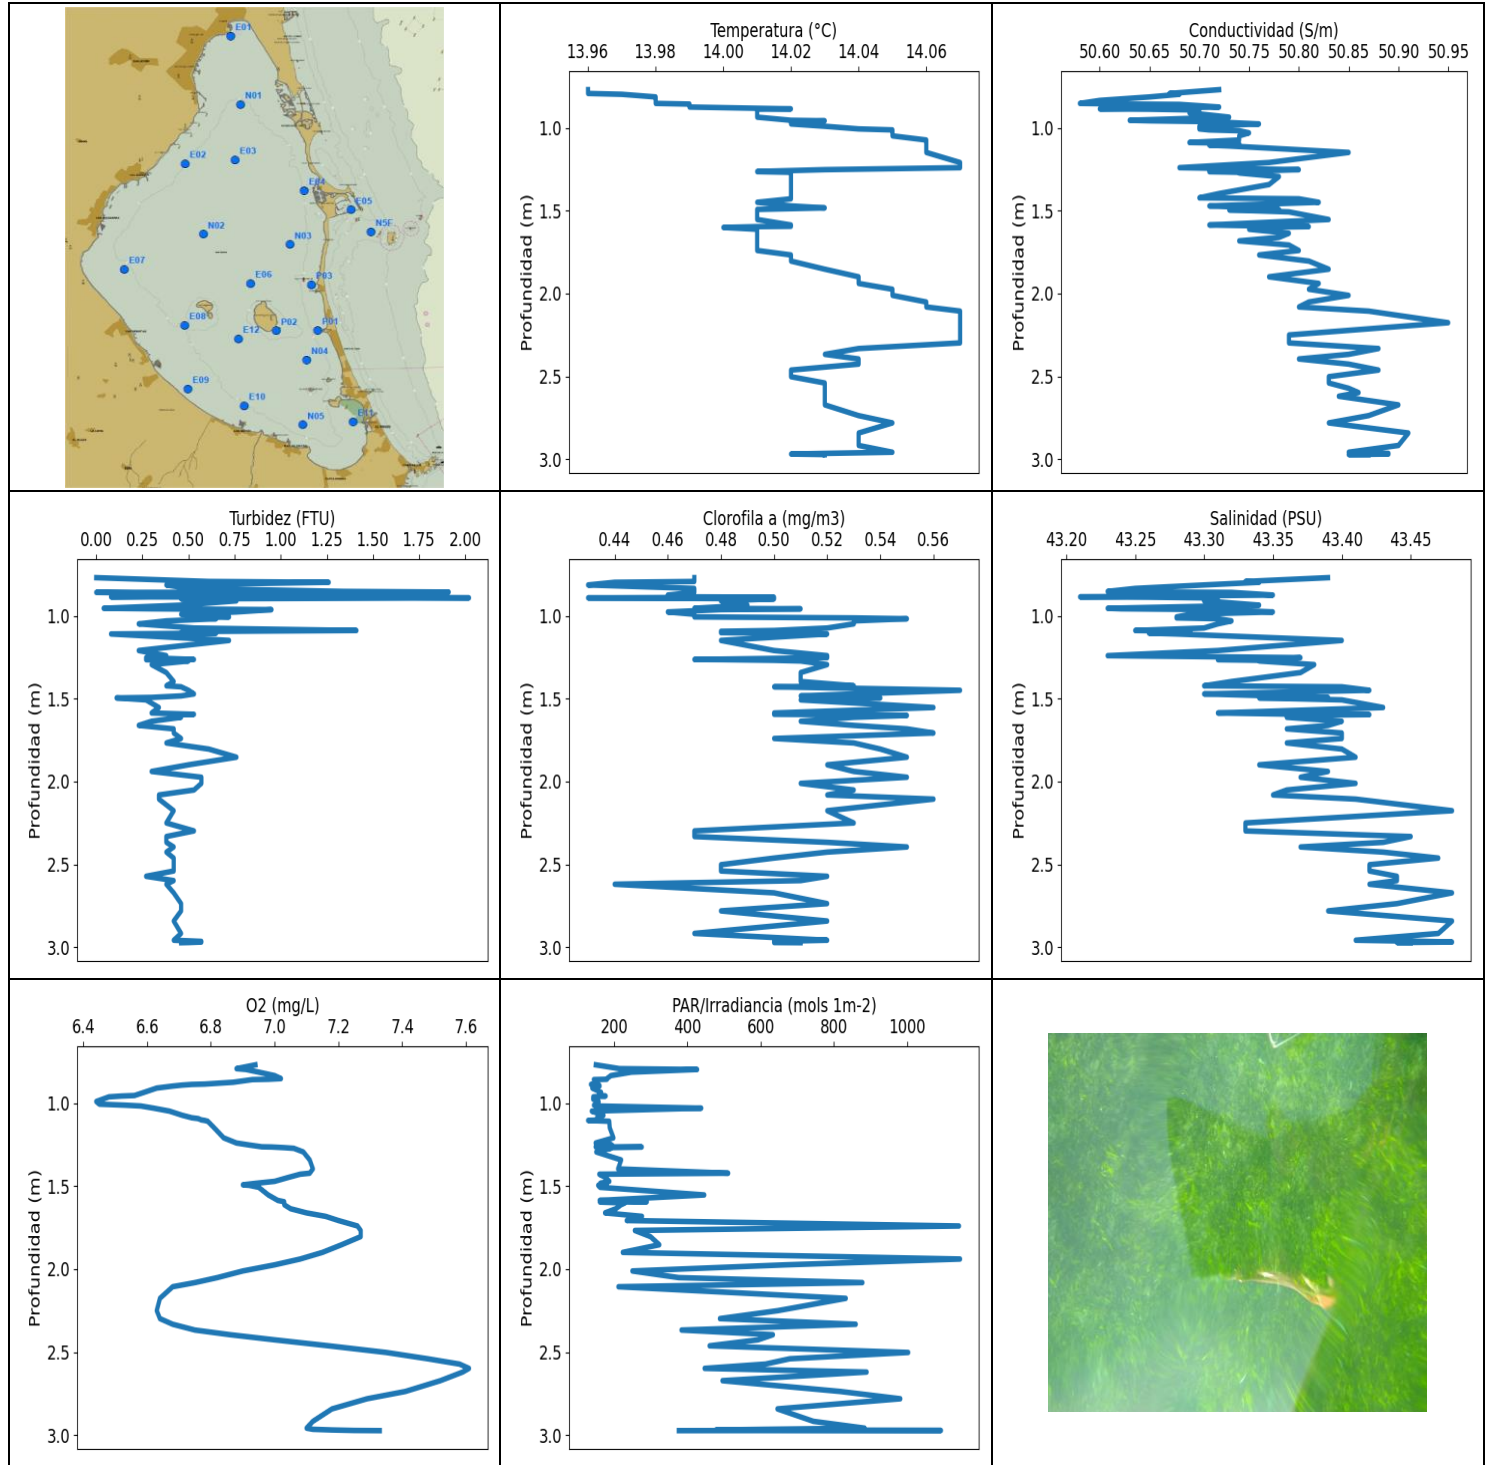 E01
N01
E02
E03
E04
E05
N5F
N02
N03
E07
E06
P03
E08
E12
P02
P01
N04
E09
E10
N05
E11
Temperatura (°C)
13.96 13.98 14.00 14.02 14.04 14.06
Profundidad (m)
1.0
1.5
2.0
2.5
3.0
Conductividad (S/m)
50.60 50.65 50.70 50.75 50.80 50.85 50.90 50.95
Profundidad (m)
1.0
1.5
2.0
2.5
3.0
Turbidez (FTU)
0.00 0.25 0.50 0.75 1.00 1.25 1.50 1.75 2.00
Profundidad (m)
1.0
1.5
2.0
2.5
3.0
Clorofila a (mg/m3)
0.44 0.46 0.48 0.50 0.52 0.54 0.56
Profundidad (m)
1.0
1.5
2.0
2.5
3.0
Salinidad (PSU)
43.20 43.25 43.30 43.35 43.40 43.45
Profundidad (m)
1.0
1.5
2.0
2.5
3.0
O2 (mg/L)
6.4 6.6 6.8 7.0 7.2 7.4 7.6
Profundidad (m)
1.0
1.5
2.0
2.5
3.0
PAR/Irradiancia (mols 1m-2)
200 400 600 800 1000
Profundidad (m)
1.0
1.5
2.0
2.5
3.0